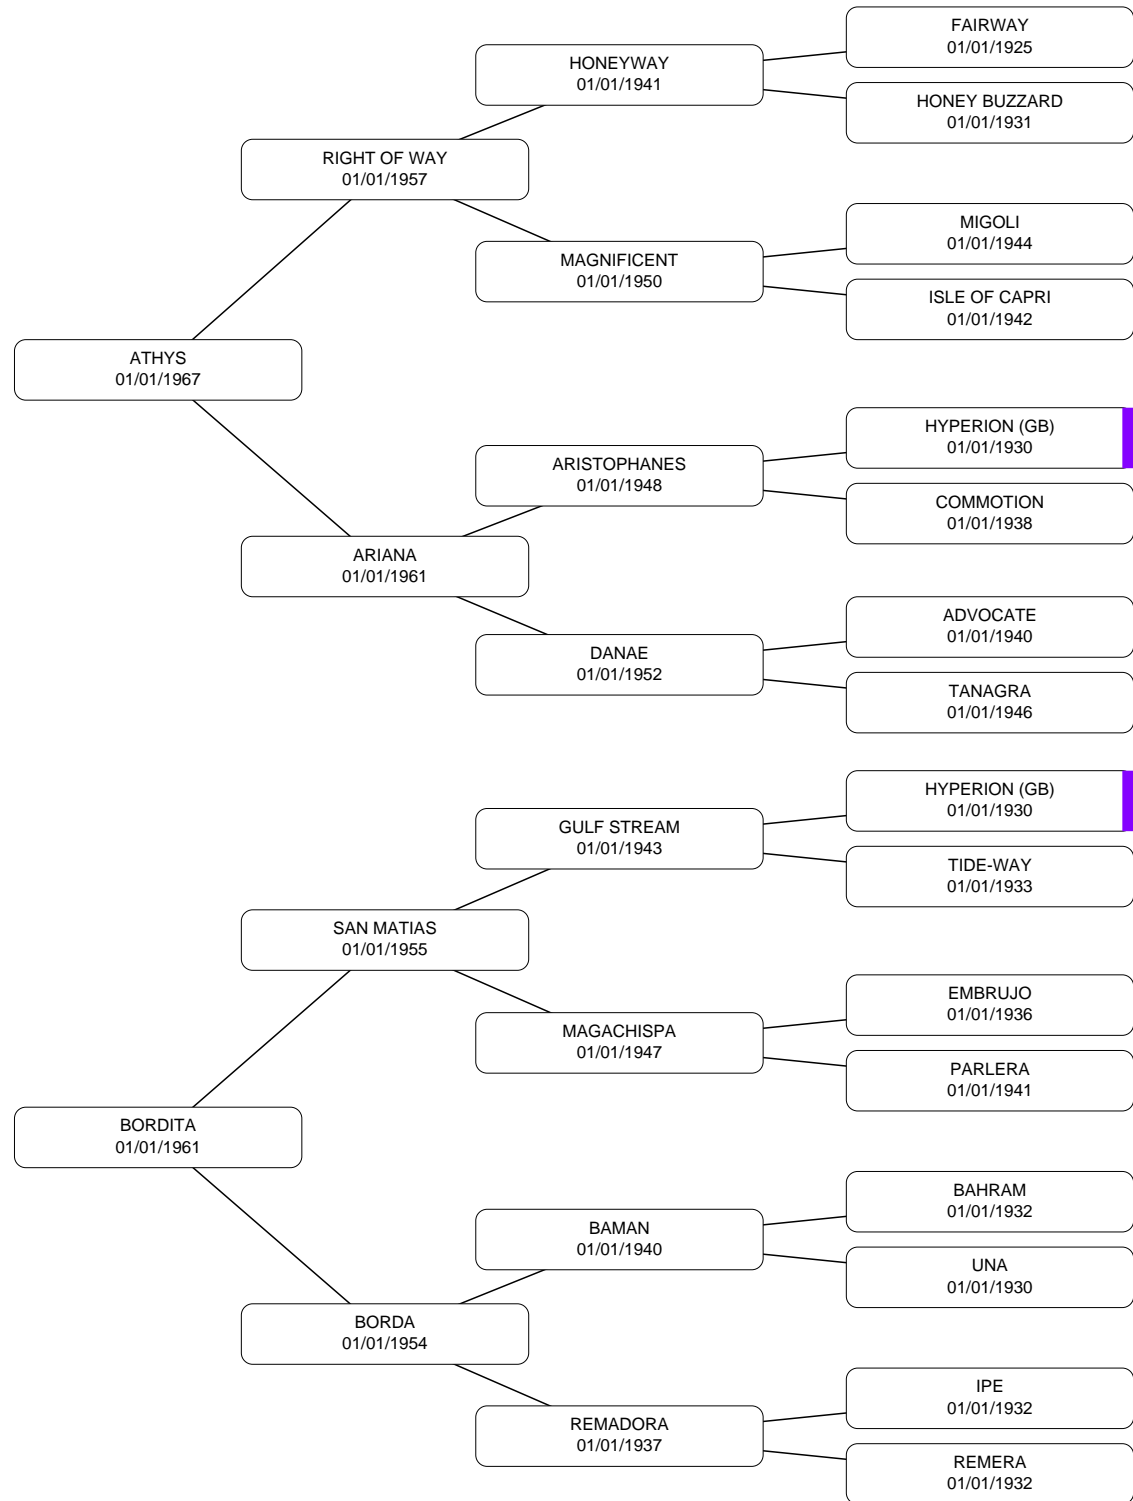 FAIRWAY
01/01/1925
HONEYWAY
01/01/1941
HONEY BUZZARD
01/01/1931
RIGHT OF WAY
01/01/1957
MIGOLI
01/01/1944
MAGNIFICENT
01/01/1950
ISLE OF CAPRI
01/01/1942
ATHYS
01/01/1967
HYPERION (GB)
01/01/1930
ARISTOPHANES
01/01/1948
COMMOTION
01/01/1938
ARIANA
01/01/1961
ADVOCATE
01/01/1940
DANAE
01/01/1952
TANAGRA
01/01/1946
HYPERION (GB)
01/01/1930
GULF STREAM
01/01/1943
TIDE-WAY
01/01/1933
SAN MATIAS
01/01/1955
EMBRUJO
01/01/1936
MAGACHISPA
01/01/1947
PARLERA
01/01/1941
BORDITA
01/01/1961
BAHRAM
01/01/1932
BAMAN
01/01/1940
UNA
01/01/1930
BORDA
01/01/1954
IPE
01/01/1932
REMADORA
01/01/1937
REMERA
01/01/1932